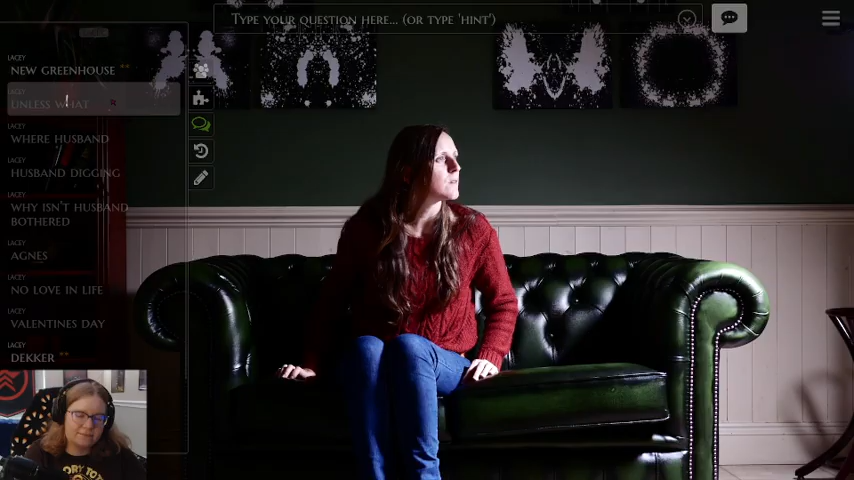 TYPE YOUR QUESTION HERE... (OR TYPE 'HINT')
LACEY
NEW GREENHOUSE **
LACEY
UNLESS WHAT
LACEY
WHERE HUSBAND
LACEY
HUSBAND DIGGING
LACEY
WHY ISN'T HUSBAND
BOTHERED
LACEY
AGNES
LACEY
NO LOVE IN LIFE
LACEY
VALENTINES DAY
LACEY
DEKKER **